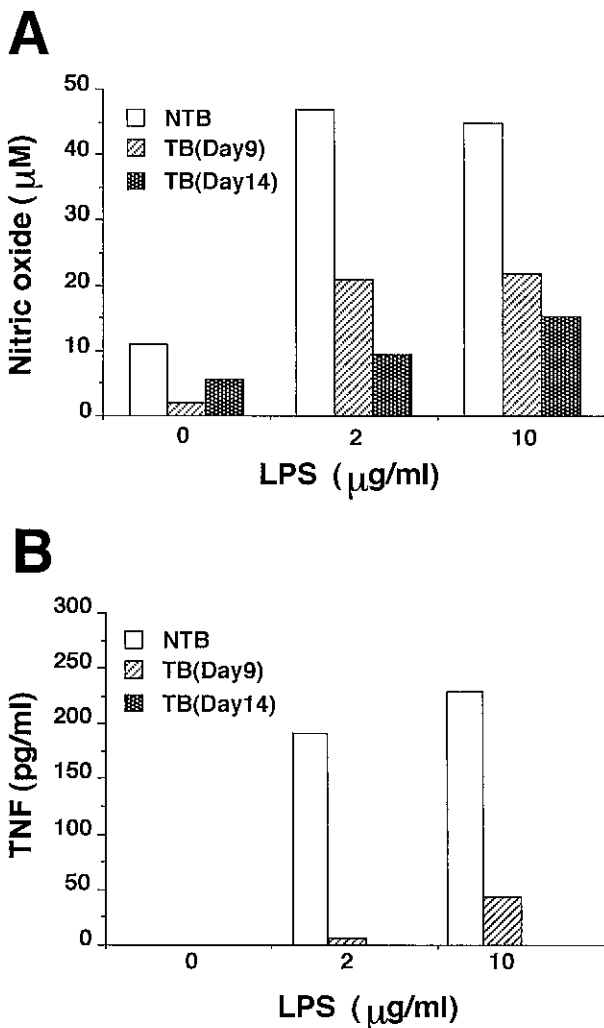 A
50
40
30
20
10
0
Nitric oxide (μM)
NTB
TB(Day9)
TB(Day14)
0 2 10
LPS (μg/ml)
B
300
250
200
150
100
50
0
TNF (pg/ml)
NTB
TB(Day9)
TB(Day14)
0 2 10
LPS (μg/ml)